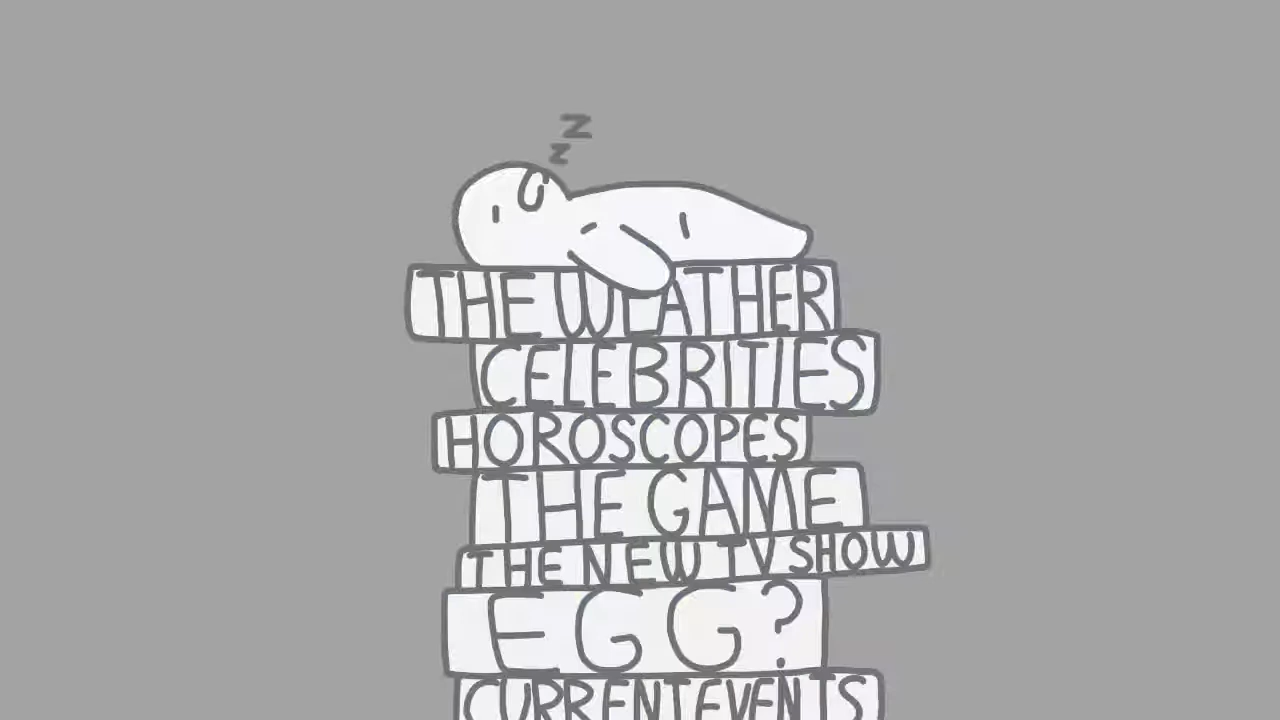 z
z
THE WEATHER
CELEBRITIES
HOROSCOPES
THE GAME
THE NEW TV SHOW
EGG?
CURRENT EVENTS